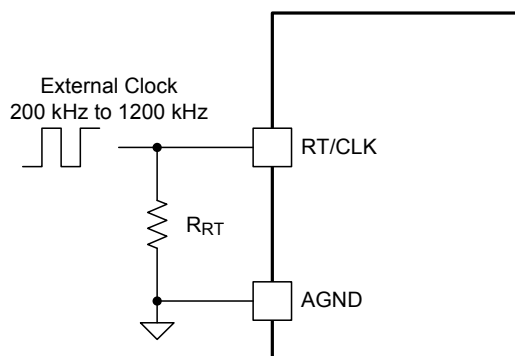 External Clock
200 kHz to 1200 kHz
RT/CLK
RRT
AGND